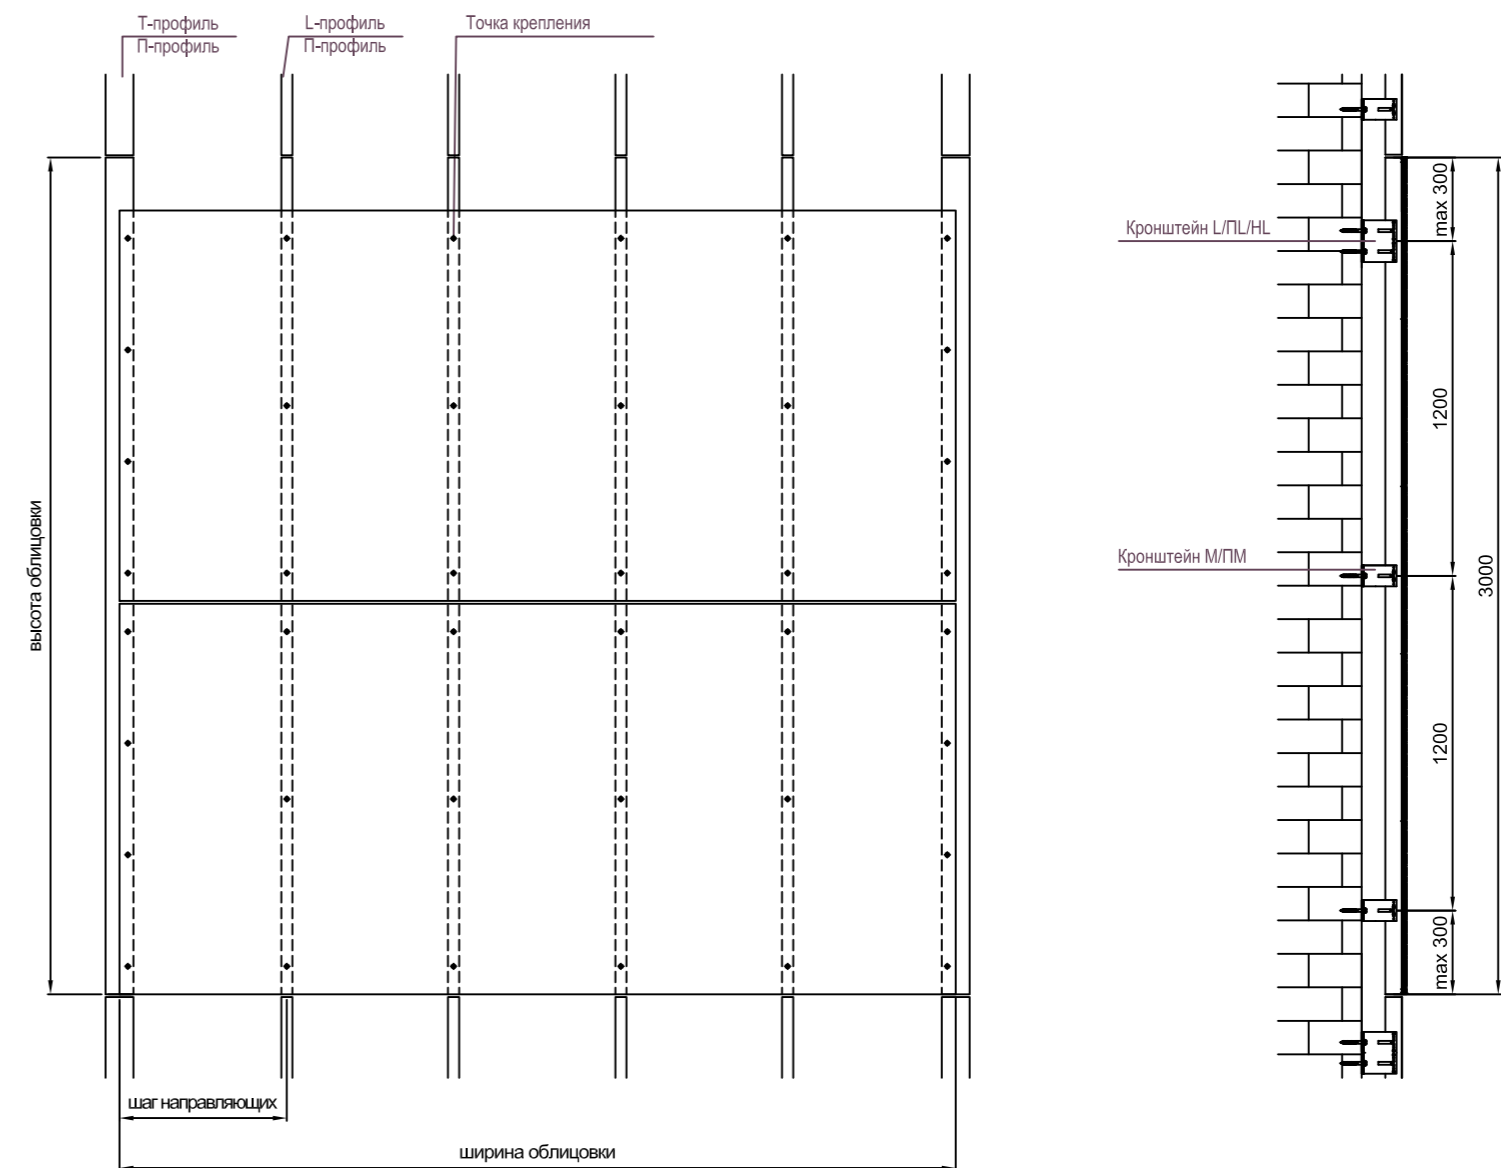 Т-профиль
П-профиль
L-профиль
П-профиль
Точка крепления
высота облицовки
шаг направляющих
ширина облицовки
Кронштейн L/ПL/HL
Кронштейн М/ПМ
max 300
1200
1200
max 300
3000